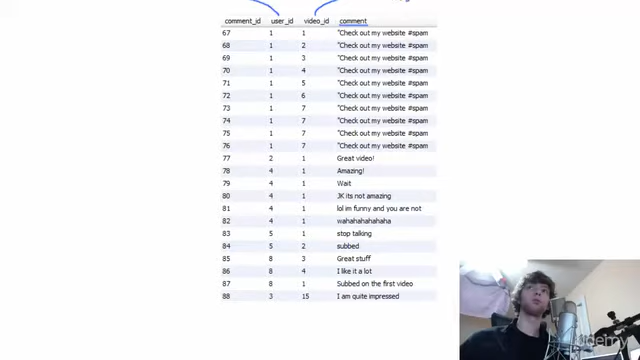 comment_id user_id video_id comment
67 1 1 "Check out my website #spam
68 1 2 "Check out my website #spam
69 1 3 "Check out my website #spam
70 1 4 "Check out my website #spam
71 1 5 "Check out my website #spam
72 1 6 "Check out my website #spam
73 1 7 "Check out my website #spam
74 1 7 "Check out my website #spam
75 1 7 "Check out my website #spam
76 1 7 "Check out my website #spam
77 2 1 Great video!
78 4 1 Amazing!
79 4 1 Wait
80 4 1 JK its not amazing
81 4 1 lol im funny and you are not
82 4 1 wahahahahaha
83 5 1 stop talking
84 5 2 subbed
85 8 3 Great stuff
86 8 4 I like it a lot
87 8 1 Subbed on the first video
88 3 15 I am quite impressed
Udemy